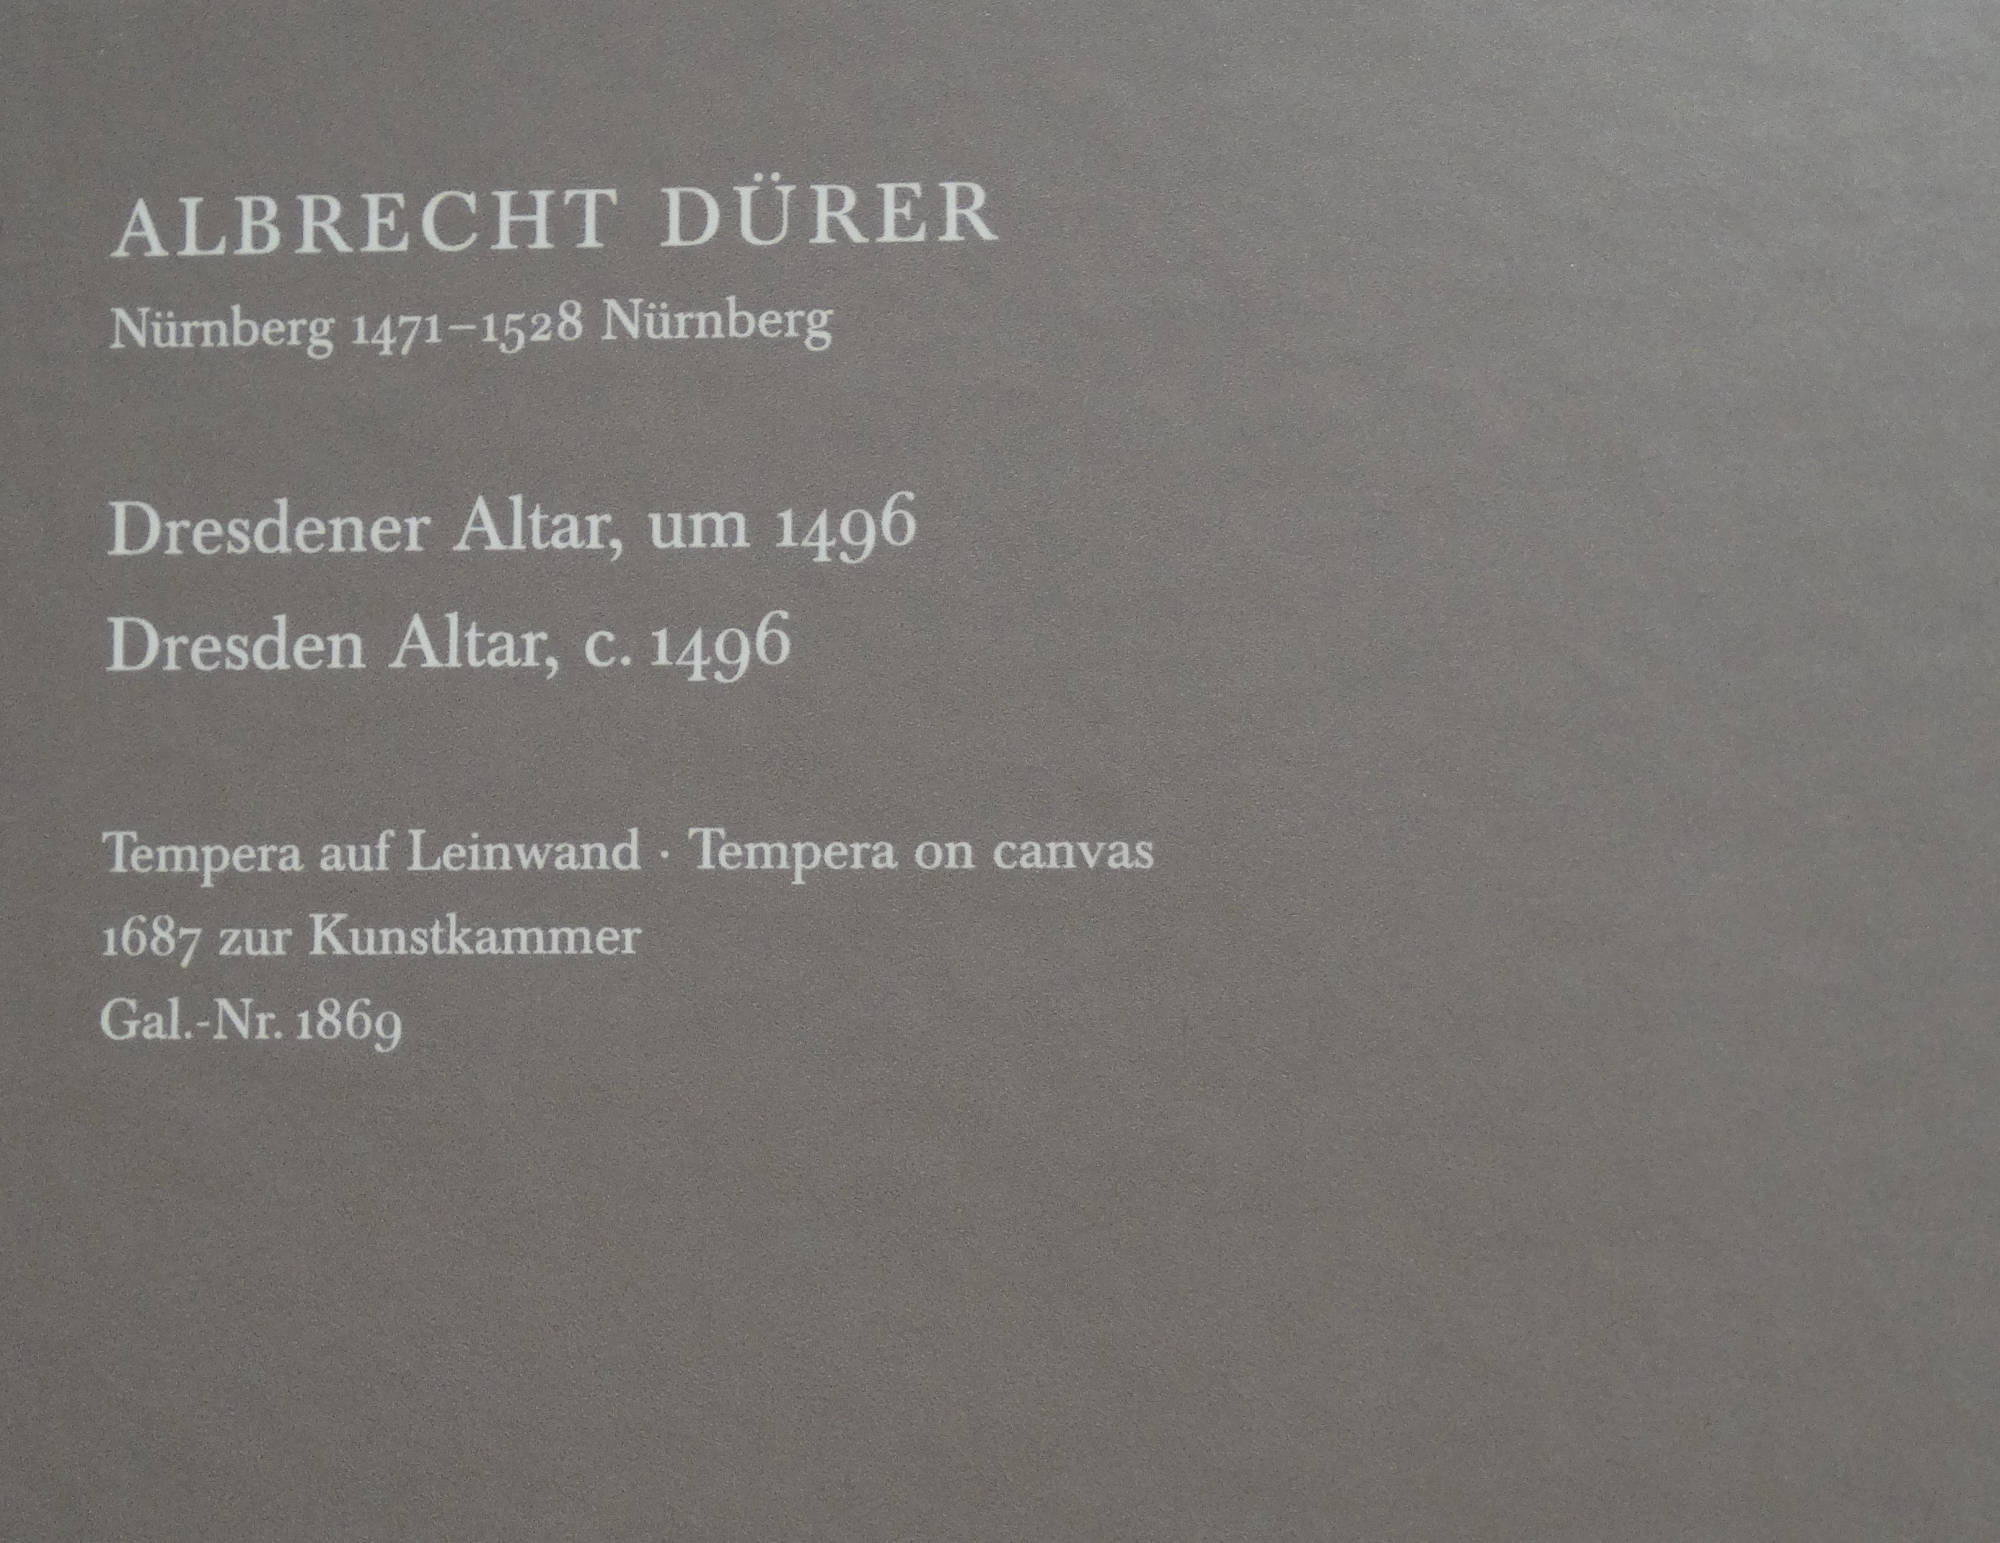 ALBRECHT DÜRER
Nürnberg 1471–1528 Nürnberg
Dresdener Altar, um 1496
Dresden Altar, c. 1496
Tempera auf Leinwand · Tempera on canvas
1687 zur Kunstkammer
Gal.-Nr. 1869